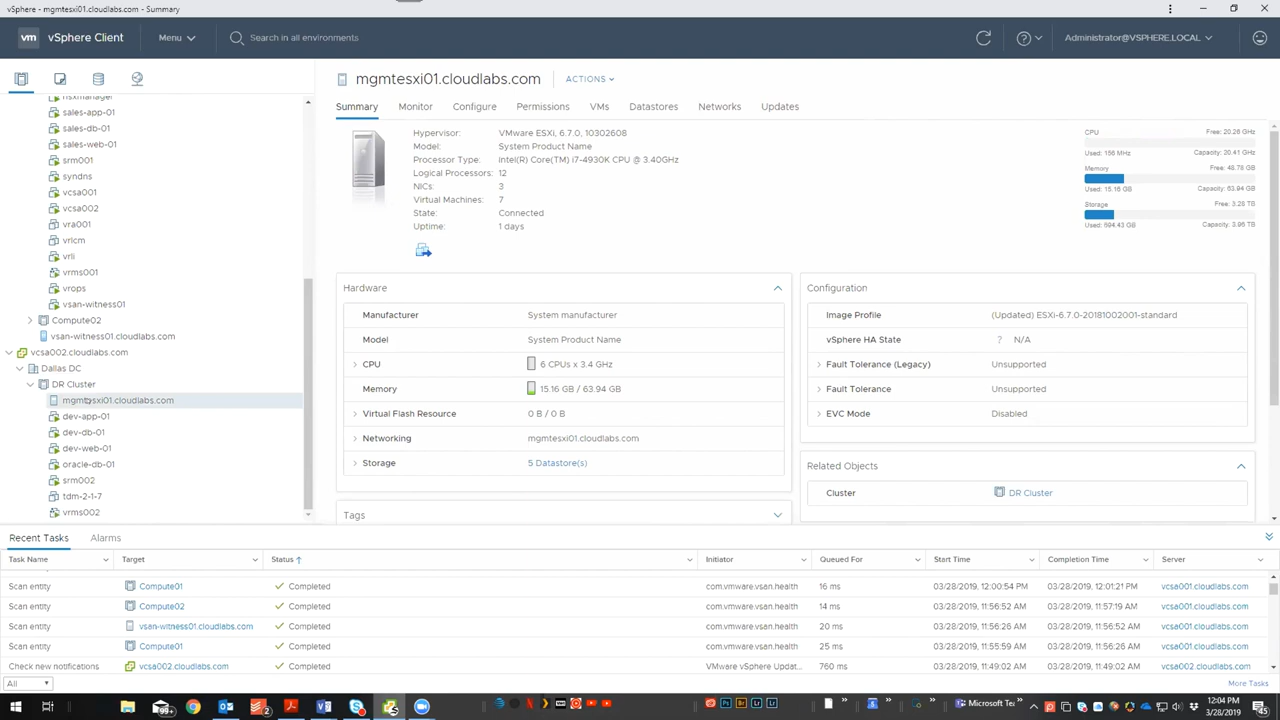 vSphere - mgmtesxi01.cloudlabs.com - Summary
vm vSphere Client Menu Search in all environments Administrator@VSPHERE.LOCAL
mgmtesxi01.cloudlabs.com ACTIONS
Summary Monitor Configure Permissions VMs Datastores Networks Updates
nsxmanager
sales-app-01
sales-db-01
sales-web-01
srm001
syndns
vcsa001
vcsa002
vra001
vrlcm
vrli
vrms001
vrops
vsan-witness01
Compute02
vsan-witness01.cloudlabs.com
vcsa002.cloudlabs.com
Dallas DC
DR Cluster
mgmtesxi01.cloudlabs.com
dev-app-01
dev-db-01
dev-web-01
oracle-db-01
srm002
tdm-2-1-7
vrms002
Hypervisor: VMware ESXi, 6.7.0, 10302608
Model: System Product Name
Processor Type: Intel(R) Core(TM) i7-4930K CPU @ 3.40GHz
Logical Processors: 12
NICs: 3
Virtual Machines: 7
State: Connected
Uptime: 1 days
CPU Free: 20.26 GHz
Used: 156 MHz Capacity: 20.41 GHz
Memory Free: 48.78 GB
Used: 15.16 GB Capacity: 63.94 GB
Storage Free: 3.28 TB
Used: 694.43 GB Capacity: 3.96 TB
Hardware
Manufacturer System manufacturer
Model System Product Name
CPU 6 CPUs x 3.4 GHz
Memory 15.16 GB / 63.94 GB
Virtual Flash Resource 0 B / 0 B
Networking mgmtesxi01.cloudlabs.com
Storage 5 Datastore(s)
Tags
Configuration
Image Profile (Updated) ESXi-6.7.0-20181002001-standard
vSphere HA State ? N/A
Fault Tolerance (Legacy) Unsupported
Fault Tolerance Unsupported
EVC Mode Disabled
Related Objects
Cluster DR Cluster
Recent Tasks Alarms
Task Name Target Status Initiator Queued For Start Time Completion Time Server
Scan entity Compute01 Completed com.vmware.vsan.health 16 ms 03/28/2019, 12:00:54 PM 03/28/2019, 12:01:21 PM vcsa001.cloudlabs.com
Scan entity Compute02 Completed com.vmware.vsan.health 14 ms 03/28/2019, 11:56:52 AM 03/28/2019, 11:57:19 AM vcsa001.cloudlabs.com
Scan entity vsan-witness01.cloudlabs.com Completed com.vmware.vsan.health 20 ms 03/28/2019, 11:56:26 AM 03/28/2019, 11:56:52 AM vcsa001.cloudlabs.com
Scan entity Compute01 Completed com.vmware.vsan.health 25 ms 03/28/2019, 11:55:59 AM 03/28/2019, 11:56:26 AM vcsa001.cloudlabs.com
Check new notifications vcsa002.cloudlabs.com Completed VMware vSphere Updat... 760 ms 03/28/2019, 11:49:02 AM 03/28/2019, 11:49:02 AM vcsa002.cloudlabs.com
All More Tasks
99+ 2 Microsoft Te 12:04 PM
3/28/2019 45